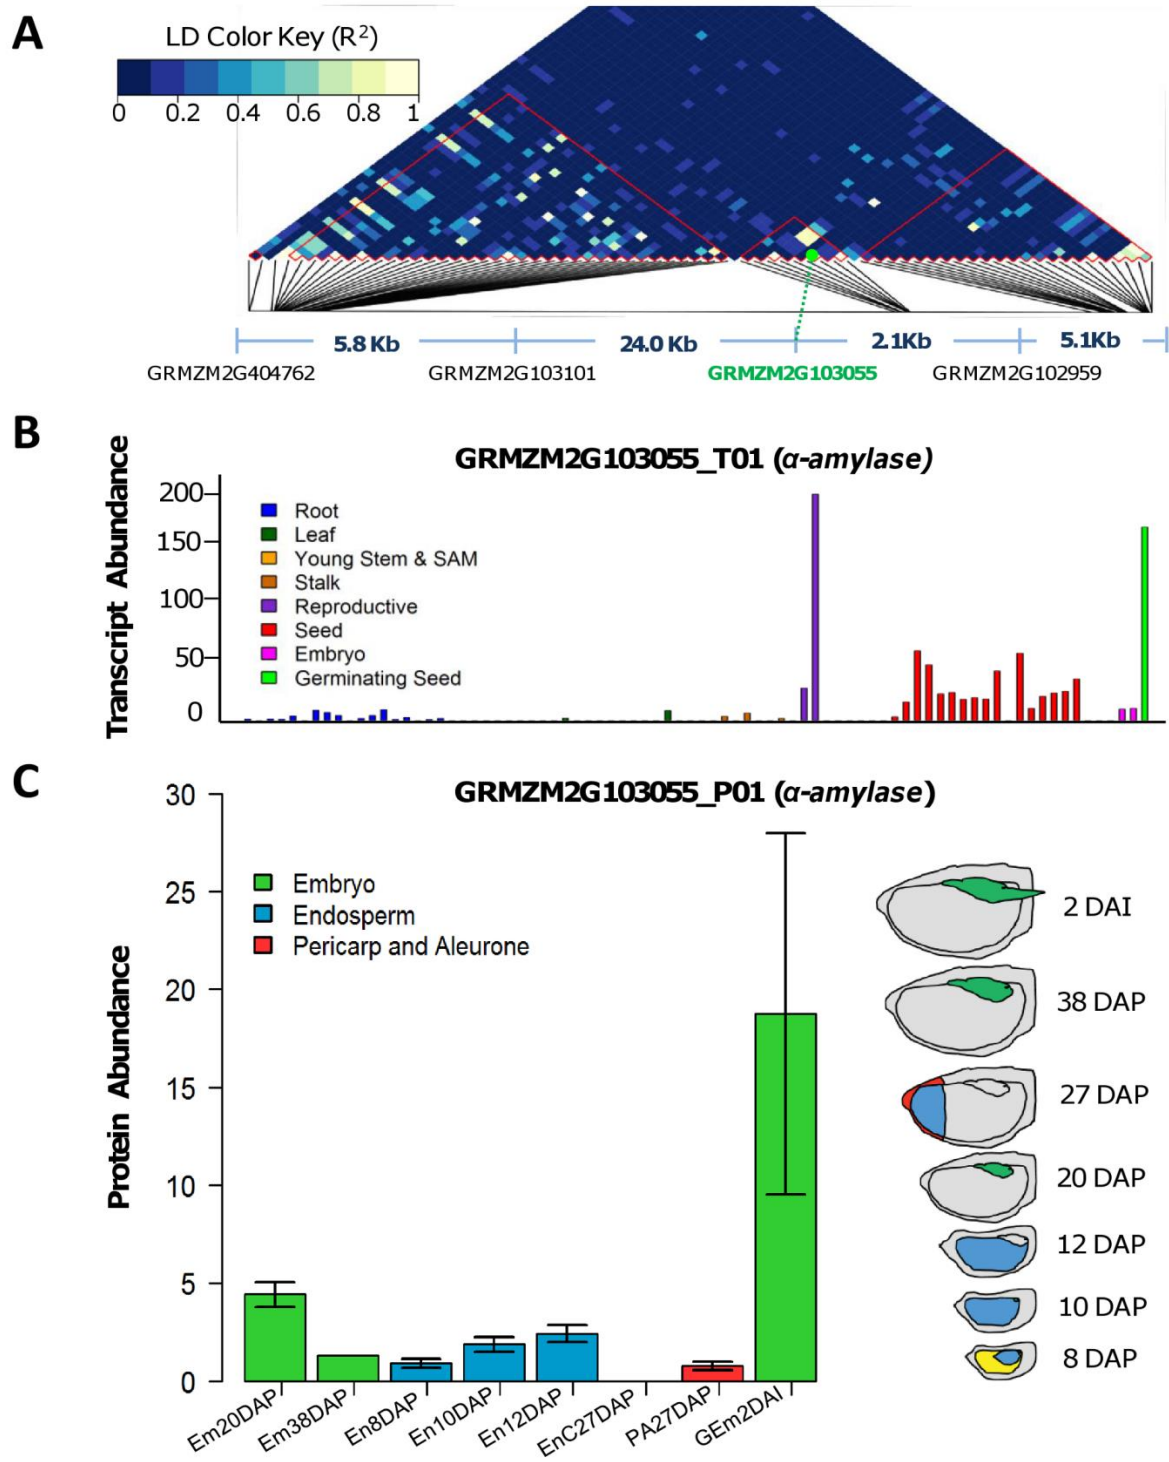 A
LD Color Key (R²)
0 0.2 0.4 0.6 0.8 1
5.8 Kb 24.0 Kb 2.1Kb 5.1Kb
GRMZM2G404762 GRMZM2G103101 GRMZM2G103055 GRMZM2G102959
B
GRMZM2G103055_T01 (α-amylase)
Transcript Abundance
200
150
100
50
0
Root
Leaf
Young Stem & SAM
Stalk
Reproductive
Seed
Embryo
Germinating Seed
C
GRMZM2G103055_P01 (α-amylase)
Protein Abundance
30
25
20
15
10
5
0
Embryo
Endosperm
Pericarp and Aleurone
Em20DAP Em38DAP En8DAP En10DAP En12DAP EnC27DAP PA27DAP GEm2DAI
2 DAI
38 DAP
27 DAP
20 DAP
12 DAP
10 DAP
8 DAP